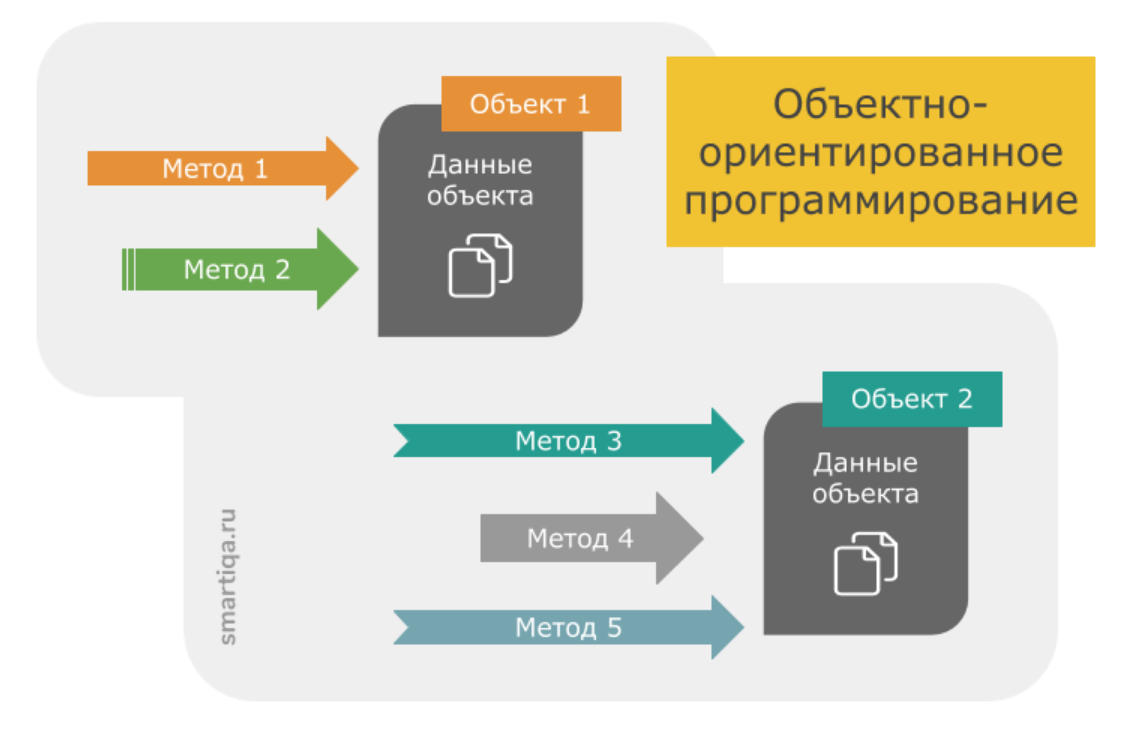 Объект 1
Объектно-
ориентированное
программирование
Метод 1
Данные
объекта
Метод 2
Объект 2
Метод 3
Данные
объекта
Метод 4
Метод 5
smartiqa.ru